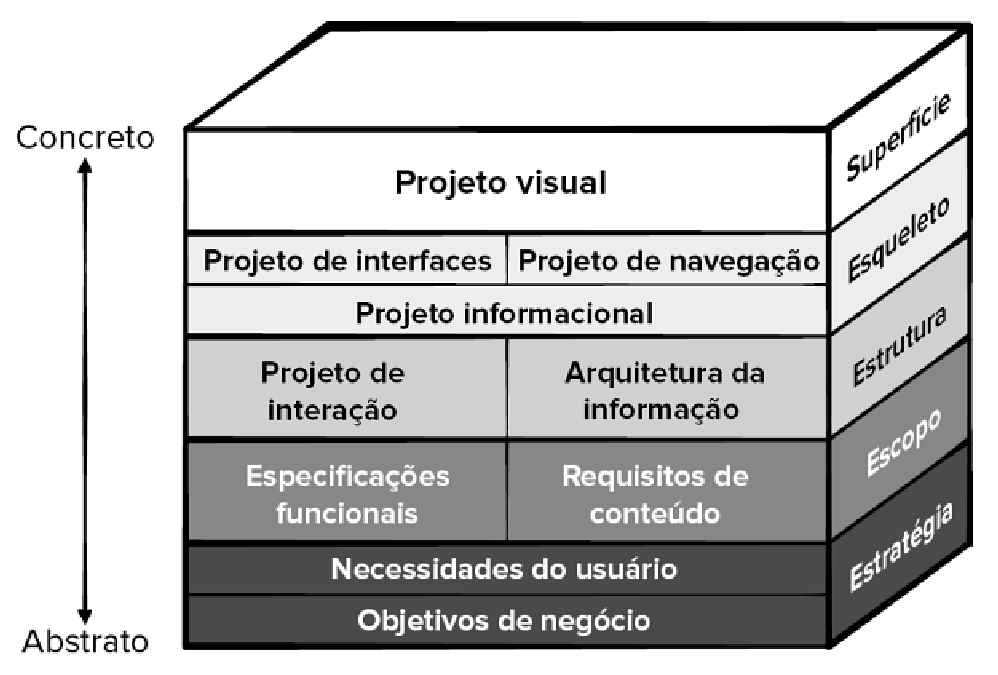 Concreto
Abstrato
Projeto visual
Projeto de interfaces
Projeto de navegação
Projeto informacional
Projeto de
interação
Arquitetura da
informação
Especificações
funcionais
Requisitos de
conteúdo
Necessidades do usuário
Objetivos de negócio
Superfície
Esqueleto
Estrutura
Escopo
Estratégia